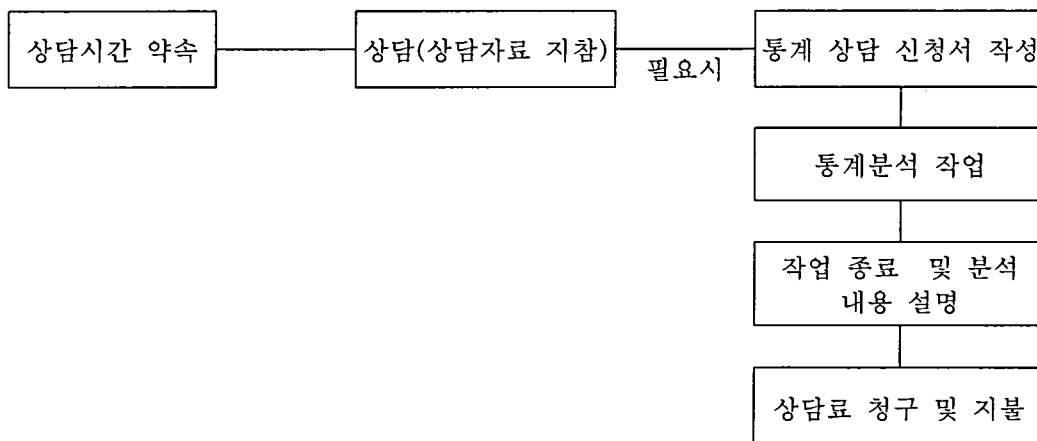 상담시간 약속
상담(상담자료 지참)
필요시
통계 상담 신청서 작성
통계분석 작업
작업 종료 및 분석
내용 설명
상담료 청구 및 지불